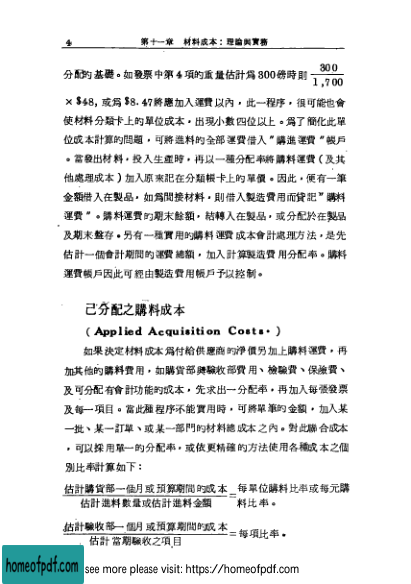 4 第十一章 材料成本：理論與實務
分配的基礎。如發票中第4項的重量估計爲300磅時則 300/1,700
× $48, 或爲 $8.47將應加入運費以內，此一程序，很可能也會
使材料分類卡上的單位成本，出現小數四位以上。爲了簡化此單
位成本計算的問題，可將進料的全部運費借入“購進運費”帳戶
。當發出材料，投入生產時，再以一種分配率將購料運費（及其
他處理成本）加入原來記在分類帳卡上的單價。因此，便有一筆
金額借入在製品，如爲間接材料，則借入製造費用而貸記“購料
運費”。購料運費的期末餘額，結轉入在製品，或分配於在製品
及期末盤存。另有一種實用的購料運費成本會計處理方法，是先
估計一個會計期間的運費總額，加入計算製造費用分配率。購料
運費帳戶因此可經由製造費用帳戶予以控制。
已分配之購料成本
（Applied Acquisition Costs.）
如果決定材料成本爲付給供應商的淨價另加上購料運費，再
加其他的購料費用，如購貨部與驗收部費用、檢驗費、保險費、
及可分配有會計功能的成本，先求出一分配率，再加入每張發票
及每一項目。當此種程序不能實用時，可將單筆的金額，加入某
一批、某一訂單、或某一部門的材料總成本之內。對此聯合成本
，可以採用單一的分配率，或依更精確的方法使用各種成本之個
別比率計算如下：
估計購貨部一個月或預算期間的成本
估計進料數量或估計進料金額
=每單位購料比率或每元購
料比率。
估計驗收部一個月或預算期間的成本
估計當期驗收之項目
=每項比率。
homeofpdf.com
see more please visit: https://homeofpdf.com